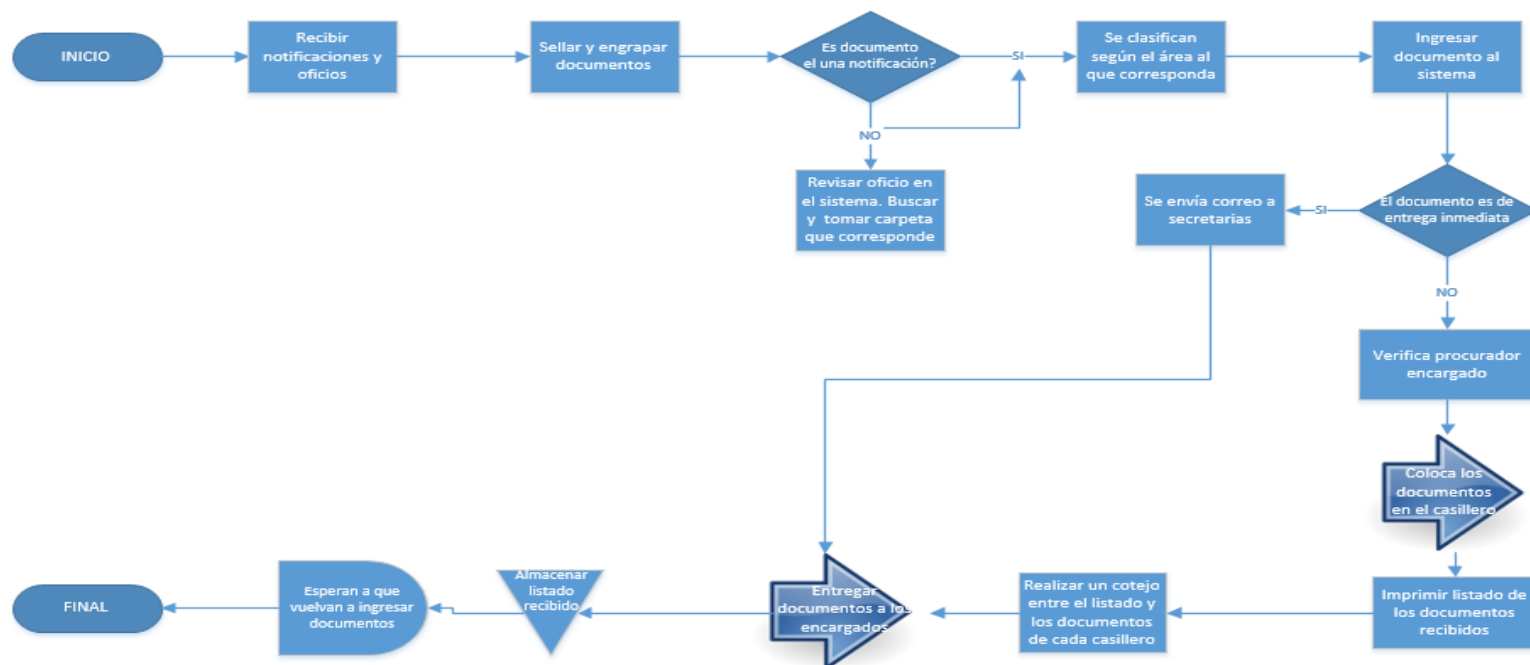 INICIO
Recibir
notificaciones y
oficios
Sellar y engrapar
documentos
Es documento
el una notificación?
SI
Se clasifican
según el área al
que corresponda
Ingresar
documento al
sistema
NO
Revisar oficio en
el sistema. Buscar
y tomar carpeta
que corresponde
El documento es de
entrega inmediata
SI
Se envía correo a
secretarias
NO
Verifica procurador
encargado
Coloca los
documentos
en el casillero
Imprimir listado de
los documentos
recibidos
Realizar un cotejo
entre el listado y
los documentos
de cada casillero
Entregar
documentos a los
encargados
Almacenar
listado
recibido
Esperan a que
vuelvan a ingresar
documentos
FINAL